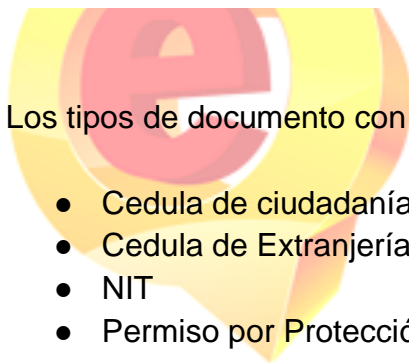 Los tipos de documento con
● Cedula de ciudadanía
● Cedula de Extranjería
● NIT
● Permiso por Protecció